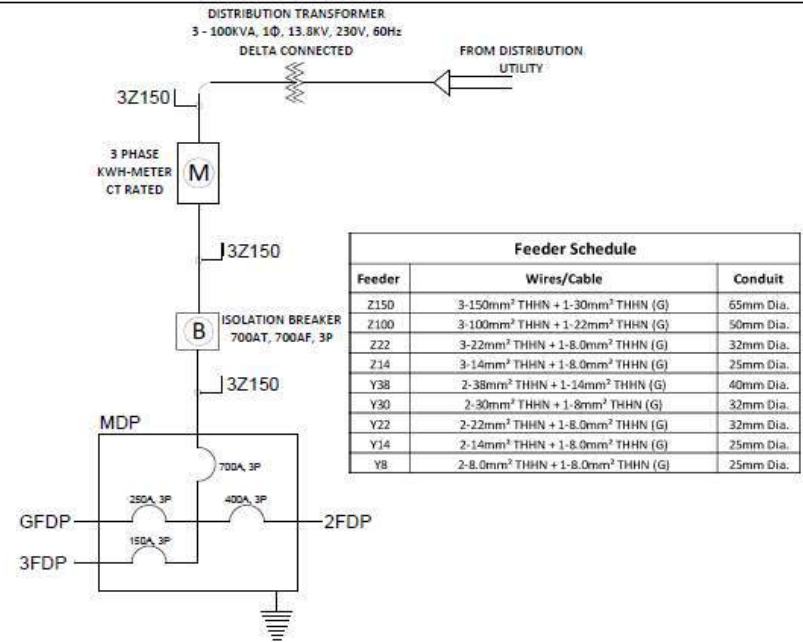 DISTRIBUTION TRANSFORMER
3 - 100KVA, 1Φ, 13.8KV, 230V, 60Hz
DELTA CONNECTED
FROM DISTRIBUTION
UTILITY
3Z150
3 PHASE
KWH-METER
CT RATED
M
3Z150
B
ISOLATION BREAKER
700AT, 700AF, 3P
3Z150
MDP
700A, 3P
250A, 3P
400A, 3P
GFDP
2FDP
150A, 3P
3FDP
Feeder Schedule
Feeder Wires/Cable Conduit
Z150 3-150mm² THHN + 1-30mm² THHN (G) 65mm Dia.
Z100 3-100mm² THHN + 1-22mm² THHN (G) 50mm Dia.
Z22 3-22mm² THHN + 1-8.0mm² THHN (G) 32mm Dia.
Z14 3-14mm² THHN + 1-8.0mm² THHN (G) 25mm Dia.
Y38 2-38mm² THHN + 1-14mm² THHN (G) 40mm Dia.
Y30 2-30mm² THHN + 1-8mm² THHN (G) 32mm Dia.
Y22 2-22mm² THHN + 1-8.0mm² THHN (G) 32mm Dia.
Y14 2-14mm² THHN + 1-8.0mm² THHN (G) 25mm Dia.
Y8 2-8.0mm² THHN + 1-8.0mm² THHN (G) 25mm Dia.